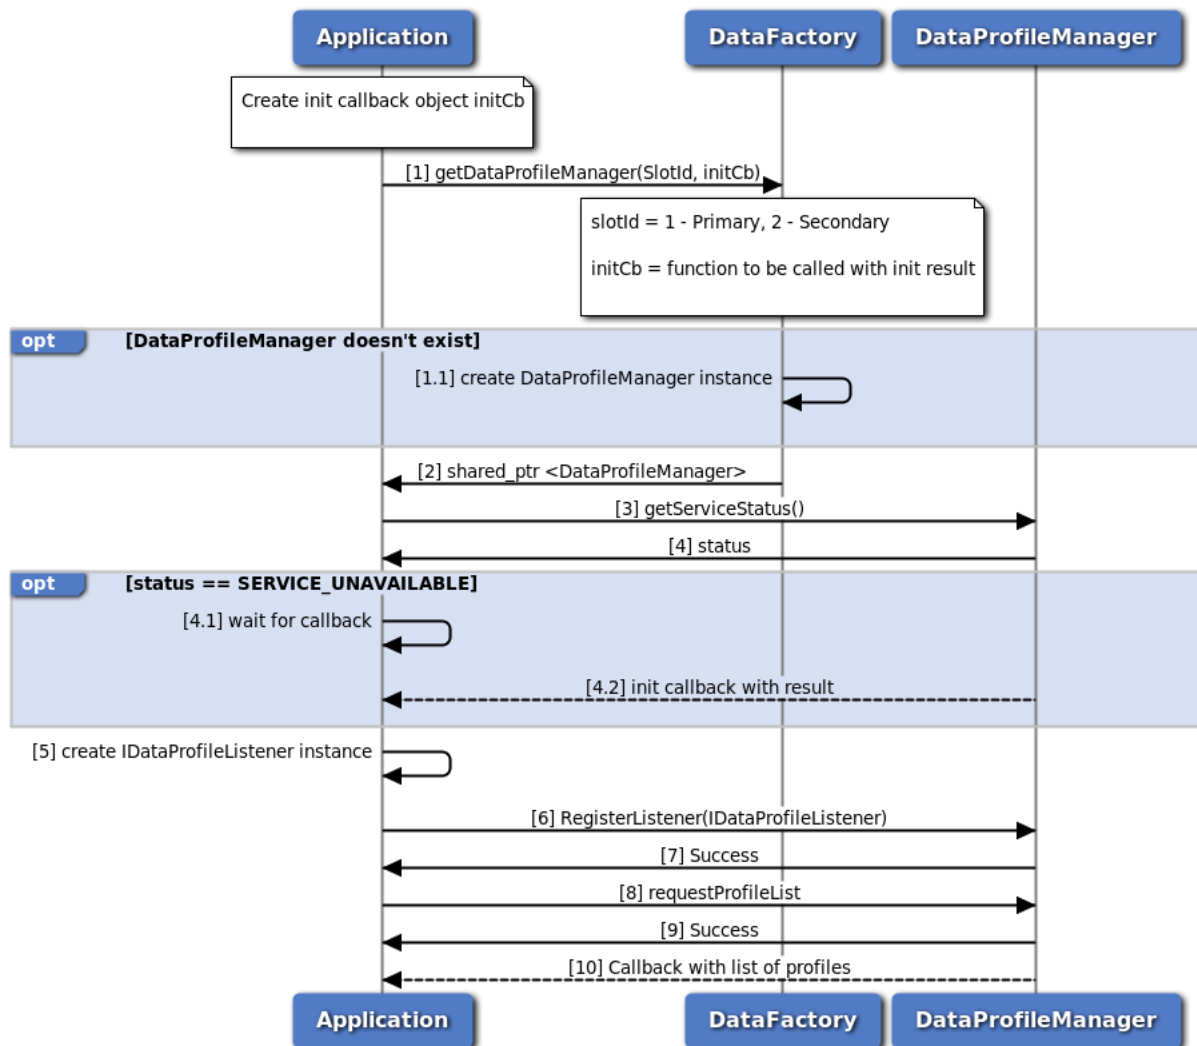 Application
DataFactory
DataProfileManager
Create init callback object initCb
[1] getDataProfileManager(SlotId, initCb)
slotId = 1 - Primary, 2 - Secondary
initCb = function to be called with init result
opt
[DataProfileManager doesn't exist]
[1.1] create DataProfileManager instance
[2] shared_ptr <DataProfileManager>
[3] getServiceStatus()
[4] status
opt
[status == SERVICE_UNAVAILABLE]
[4.1] wait for callback
[4.2] init callback with result
[5] create IDataProfileListener instance
[6] RegisterListener(IDataProfileListener)
[7] Success
[8] requestProfileList
[9] Success
[10] Callback with list of profiles
Application
DataFactory
DataProfileManager